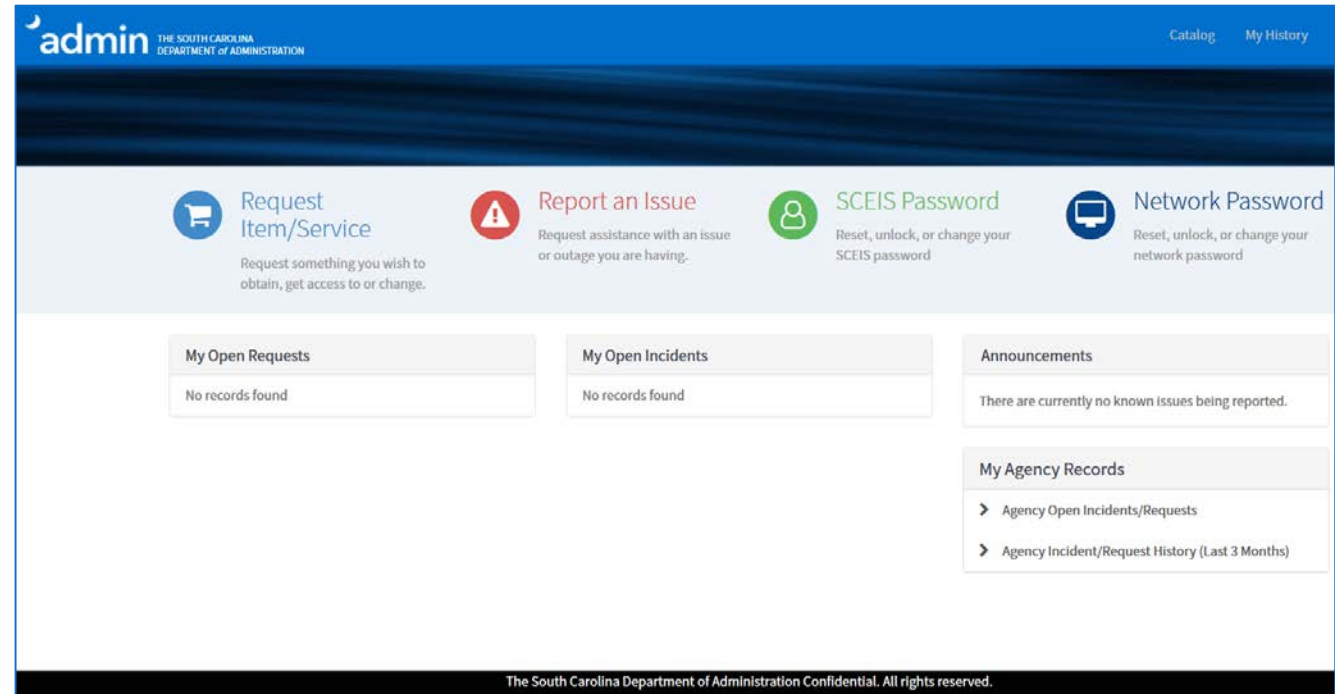 admin THE SOUTH CAROLINA
DEPARTMENT of ADMINISTRATION
Catalog My History
Request
Item/Service
Request something you wish to
obtain, get access to or change.
Report an Issue
Request assistance with an issue
or outage you are having.
SCEIS Password
Reset, unlock, or change your
SCEIS password
Network Password
Reset, unlock, or change your
network password
My Open Requests
No records found
My Open Incidents
No records found
Announcements
There are currently no known issues being reported.
My Agency Records
Agency Open Incidents/Requests
Agency Incident/Request History (Last 3 Months)
The South Carolina Department of Administration Confidential. All rights reserved.